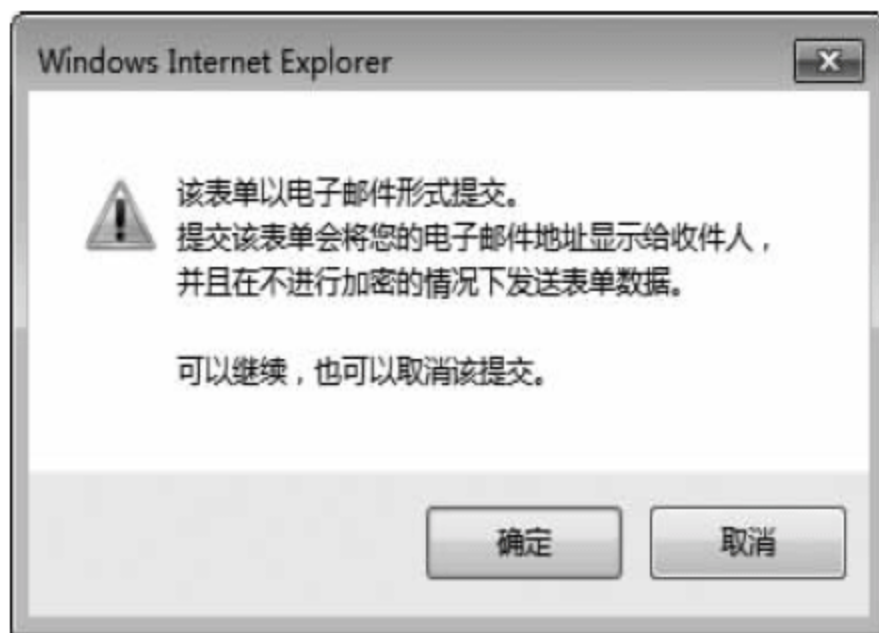 Windows Internet Explorer
该表单以电子邮件形式提交。
提交该表单会将您的电子邮件地址显示给收件人，
并且在不进行加密的情况下发送表单数据。
可以继续，也可以取消该提交。
确定
取消